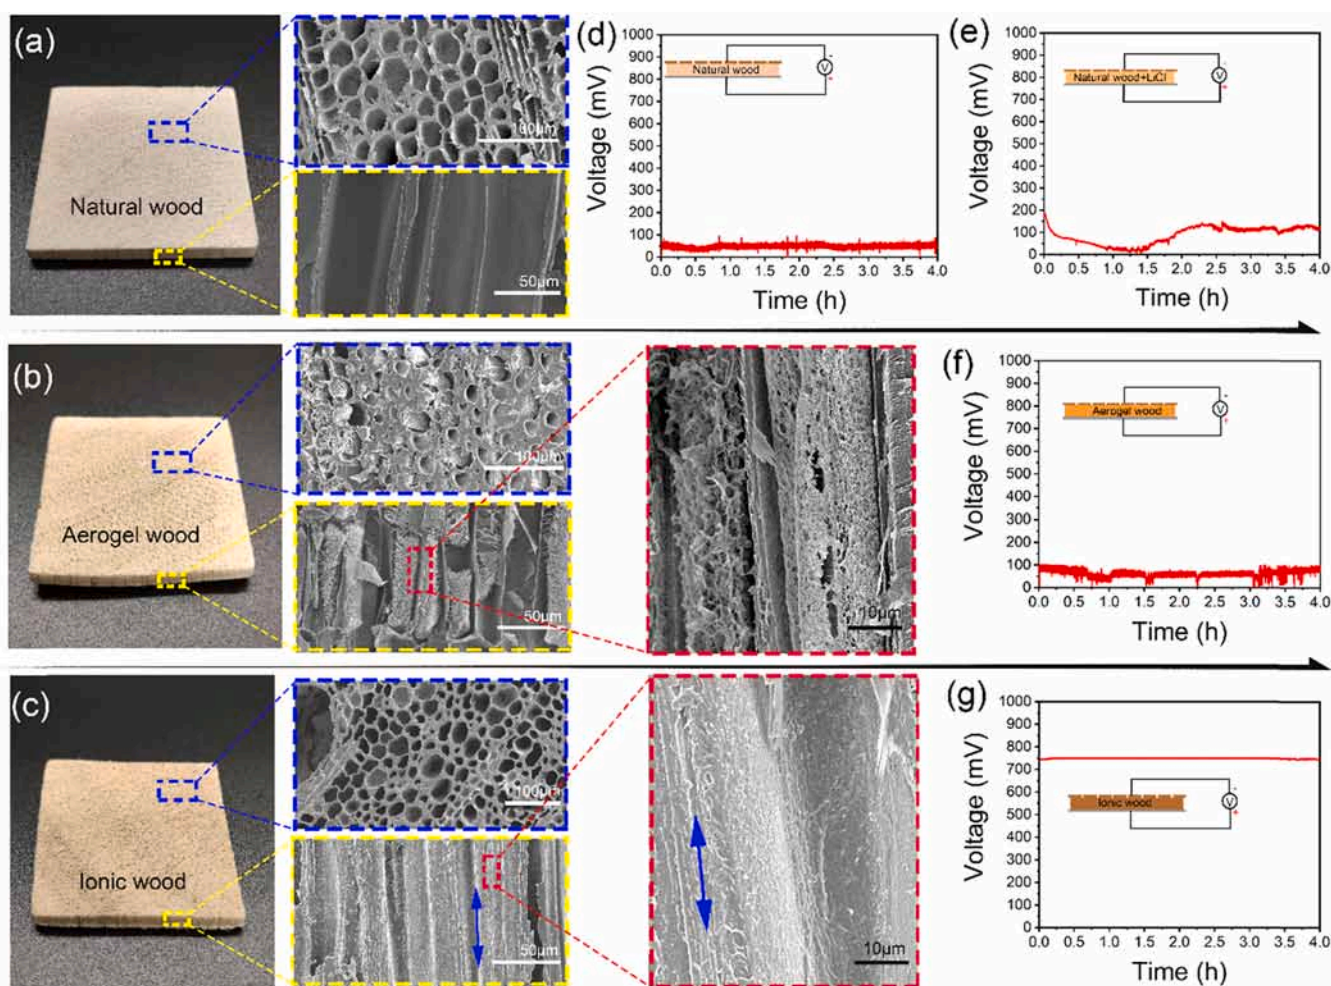 (a)
Natural wood
100μm
50μm
(d)
1000
900
800
700
600
500
400
300
200
100
0
Voltage (mV)
Natural wood
V
-
+
0.0 0.5 1.0 1.5 2.0 2.5 3.0 3.5 4.0
Time (h)
(e)
1000
900
800
700
600
500
400
300
200
100
0
Voltage (mV)
Natural wood+LiCl
V
-
+
0.0 0.5 1.0 1.5 2.0 2.5 3.0 3.5 4.0
Time (h)
(b)
Aerogel wood
100μm
50μm
10μm
(f)
1000
900
800
700
600
500
400
300
200
100
0
Voltage (mV)
Aerogel wood
V
-
+
0.0 0.5 1.0 1.5 2.0 2.5 3.0 3.5 4.0
Time (h)
(c)
Ionic wood
100μm
50μm
10μm
(g)
1000
900
800
700
600
500
400
300
200
100
0
Voltage (mV)
Ionic wood
V
-
+
0.0 0.5 1.0 1.5 2.0 2.5 3.0 3.5 4.0
Time (h)